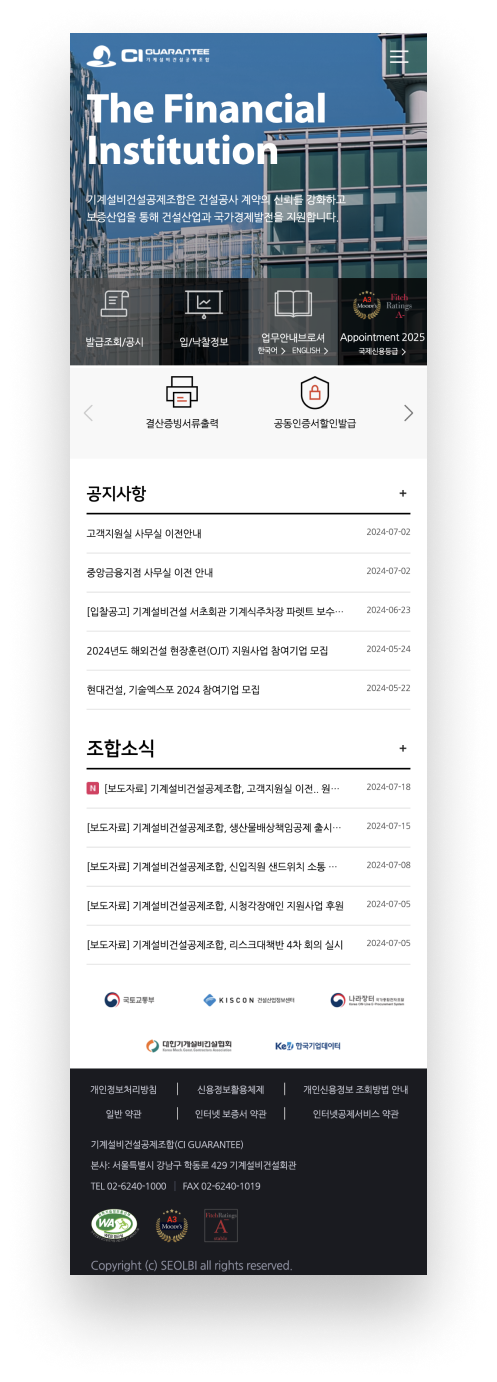 CI GUARANTEE
기계설비건설공제조합
The Financial
Institution
기계설비건설공제조합은 건설공사 계약의 신뢰를 강화하고
보증산업을 통해 건설산업과 국가경제발전을 지원합니다.
발급조회/공시
입/낙찰정보
업무안내브로셔
한국어 ENGLISH
A3
Moody's
Fitch
Ratings
A-
Appointment 2025
국제신용등급
결산증빙서류출력
공동인증서할인발급
공지사항 +
고객지원실 사무실 이전안내 2024-07-02
중앙금융지점 사무실 이전 안내 2024-07-02
[입찰공고] 기계설비건설 서초회관 기계식주차장 파렛트 보수… 2024-06-23
2024년도 해외건설 현장훈련(OJT) 지원사업 참여기업 모집 2024-05-24
현대건설, 기술엑스포 2024 참여기업 모집 2024-05-22
조합소식 +
N [보도자료] 기계설비건설공제조합, 고객지원실 이전.. 원… 2024-07-18
[보도자료] 기계설비건설공제조합, 생산물배상책임공제 출시… 2024-07-15
[보도자료] 기계설비건설공제조합, 신입직원 샌드위치 소통 … 2024-07-08
[보도자료] 기계설비건설공제조합, 시청각장애인 지원사업 후원 2024-07-05
[보도자료] 기계설비건설공제조합, 리스크대책반 4차 회의 실시 2024-07-05
국토교통부
KISCON 건설산업정보센터
나라장터 국가종합전자조달
대한기계설비건설협회
Ked 한국기업데이터
개인정보처리방침 | 신용정보활용체제 | 개인신용정보 조회방법 안내
일반 약관 | 인터넷 보증서 약관 | 인터넷공제서비스 약관
기계설비건설공제조합(CI GUARANTEE)
본사: 서울특별시 강남구 학동로 429 기계설비건설회관
TEL 02-6240-1000 | FAX 02-6240-1019
WA
A3
Moody's
FitchRatings
A
stable
Copyright (c) SEOLBI all rights reserved.